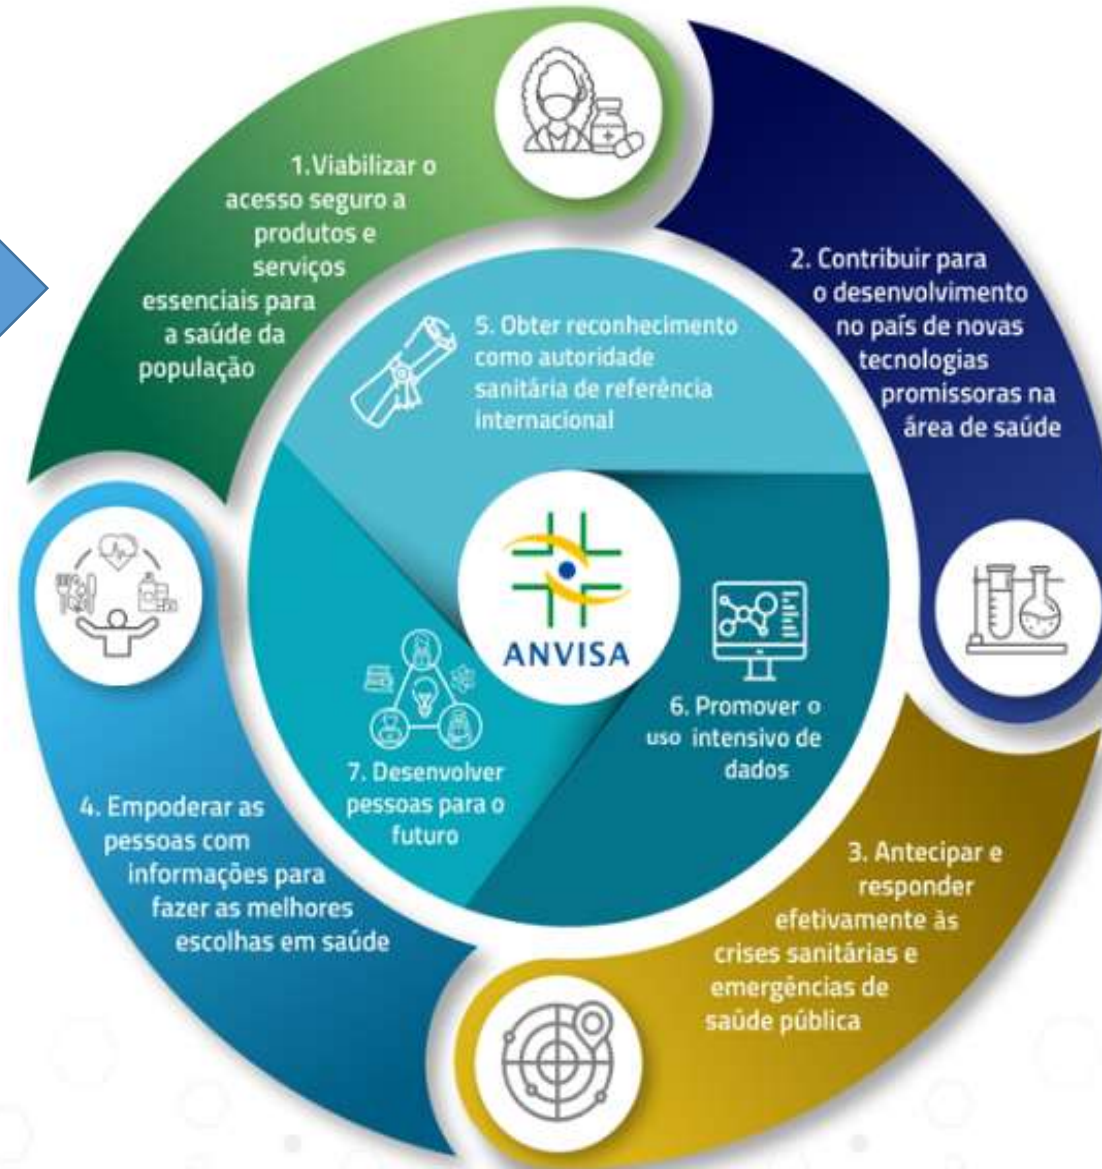 1.Viabilizar o
acesso seguro a
produtos e
serviços
essenciais para
a saúde da
população
2. Contribuir para
o desenvolvimento
no país de novas
tecnologias
promissoras na
área de saúde
3. Antecipar e
responder
efetivamente às
crises sanitárias e
emergências de
saúde pública
4. Empoderar as
pessoas com
informações para
fazer as melhores
escolhas em saúde
5. Obter reconhecimento
como autoridade
sanitária de referência
internacional
6. Promover o
uso intensivo de
dados
7. Desenvolver
pessoas para o
futuro
ANVISA